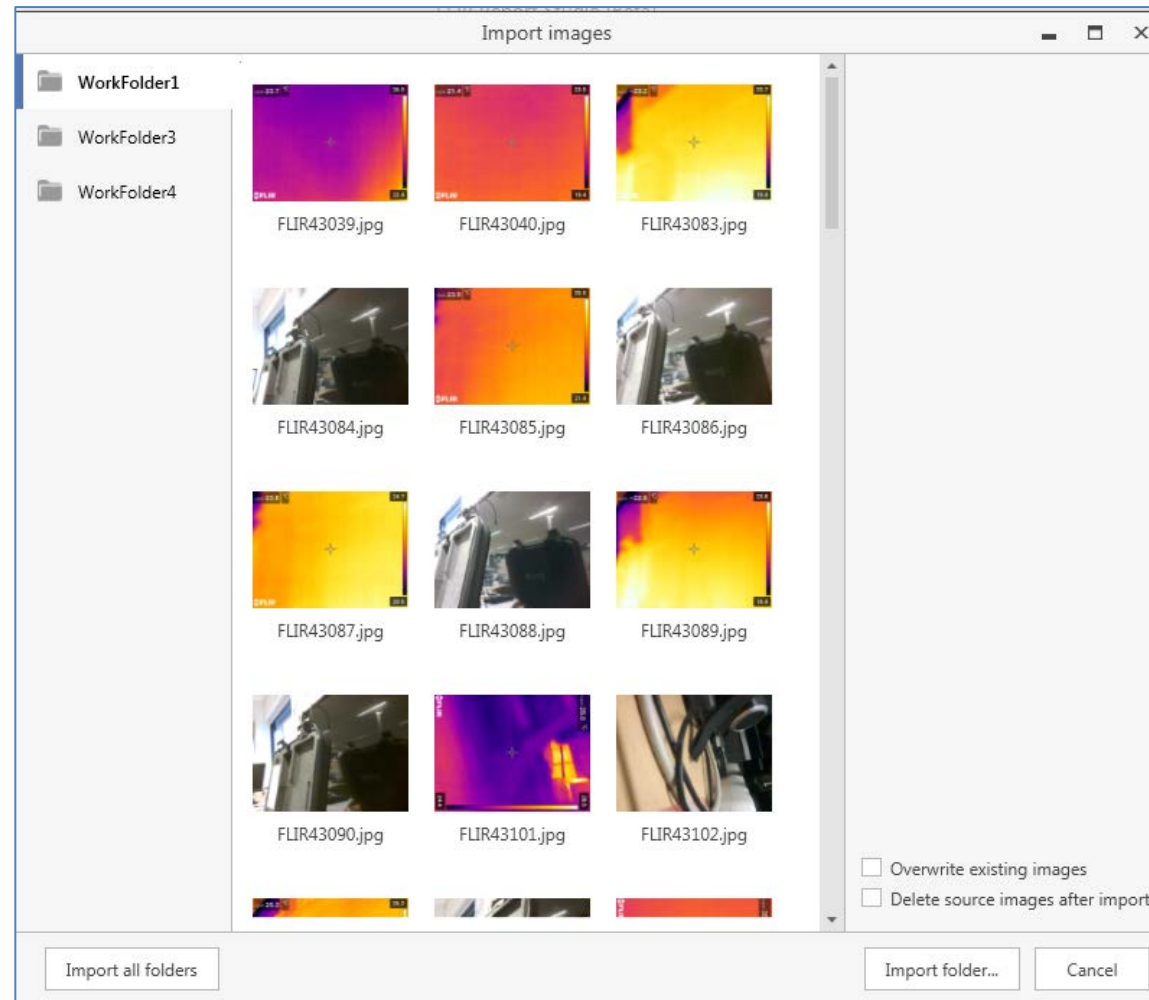 Import images
WorkFolder1
WorkFolder3
WorkFolder4
FLIR43039.jpg
FLIR43040.jpg
FLIR43083.jpg
FLIR43084.jpg
FLIR43085.jpg
FLIR43086.jpg
FLIR43087.jpg
FLIR43088.jpg
FLIR43089.jpg
FLIR43090.jpg
FLIR43101.jpg
FLIR43102.jpg
Overwrite existing images
Delete source images after import
Import all folders
Import folder...
Cancel